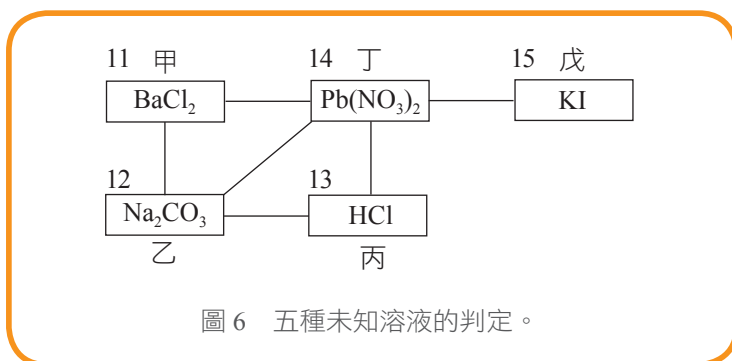 11 甲
14 丁
15 戊
BaCl₂
Pb(NO₃)₂
KI
12
13
Na₂CO₃
HCl
乙
丙
圖 6 五種未知溶液的判定。